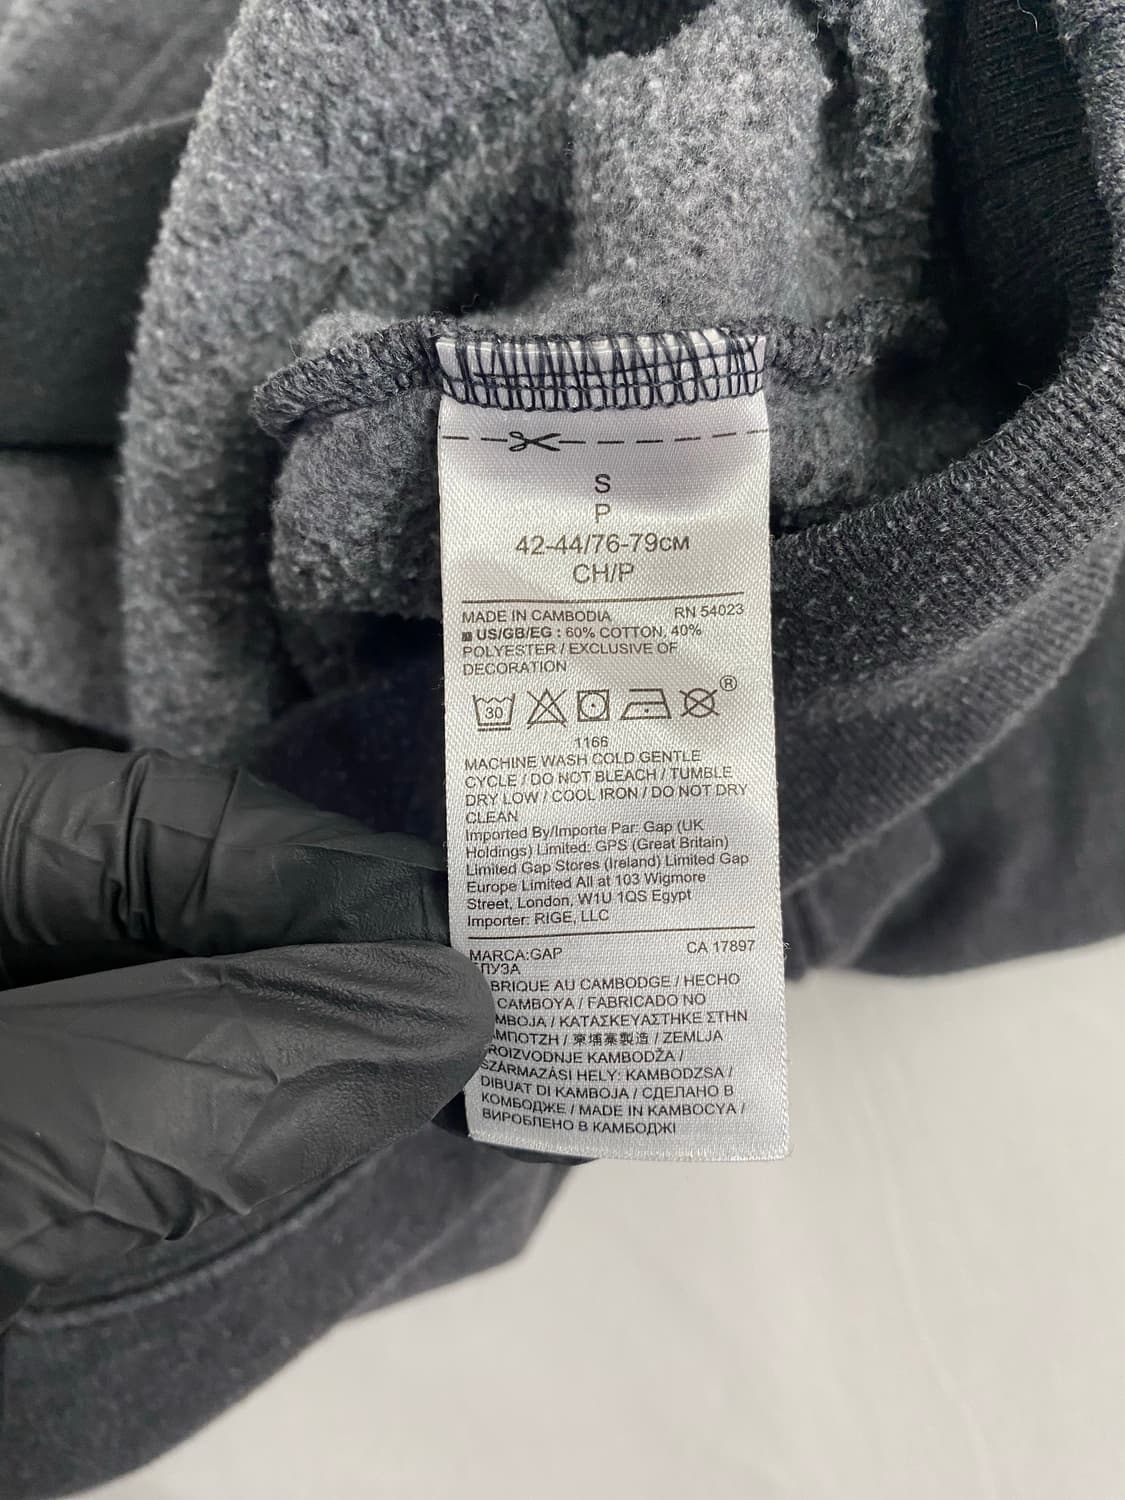 S
P
42-44/76-79см
CH/P
MADE IN CAMBODIA RN 54023
US/GB/EG : 60% COTTON, 40%
POLYESTER / EXCLUSIVE OF
DECORATION
30 ®
1166
MACHINE WASH COLD GENTLE
CYCLE / DO NOT BLEACH / TUMBLE
DRY LOW / COOL IRON / DO NOT DRY
CLEAN
Imported By/Importe Par: Gap (UK
Holdings) Limited: GPS (Great Britain)
Limited Gap Stores (Ireland) Limited Gap
Europe Limited All at 103 Wigmore
Street, London, W1U 1QS Egypt
Importer: RIGE, LLC
MARCA:GAP CA 17897
ЛУЗА
BRIQUE AU CAMBODGE / HECHO
CAMBOYA / FABRICADO NO
MBOJA / ΚΑΤΑΣΚΕΥΑΣΤΗΚΕ ΣΤΗΝ
ΜΠΟΤΖΗ / 柬埔寨製造 / ZEMLJA
ROIZVODNJE KAMBODŽA /
SZÁRMAZÁSI HELY: KAMBODZSA /
DIBUAT DI KAMBOJA / СДЕЛАНО В
КОМБОДЖЕ / MADE IN KAMBOCYA /
ВИРОБЛЕНО В КАМБОДЖІ